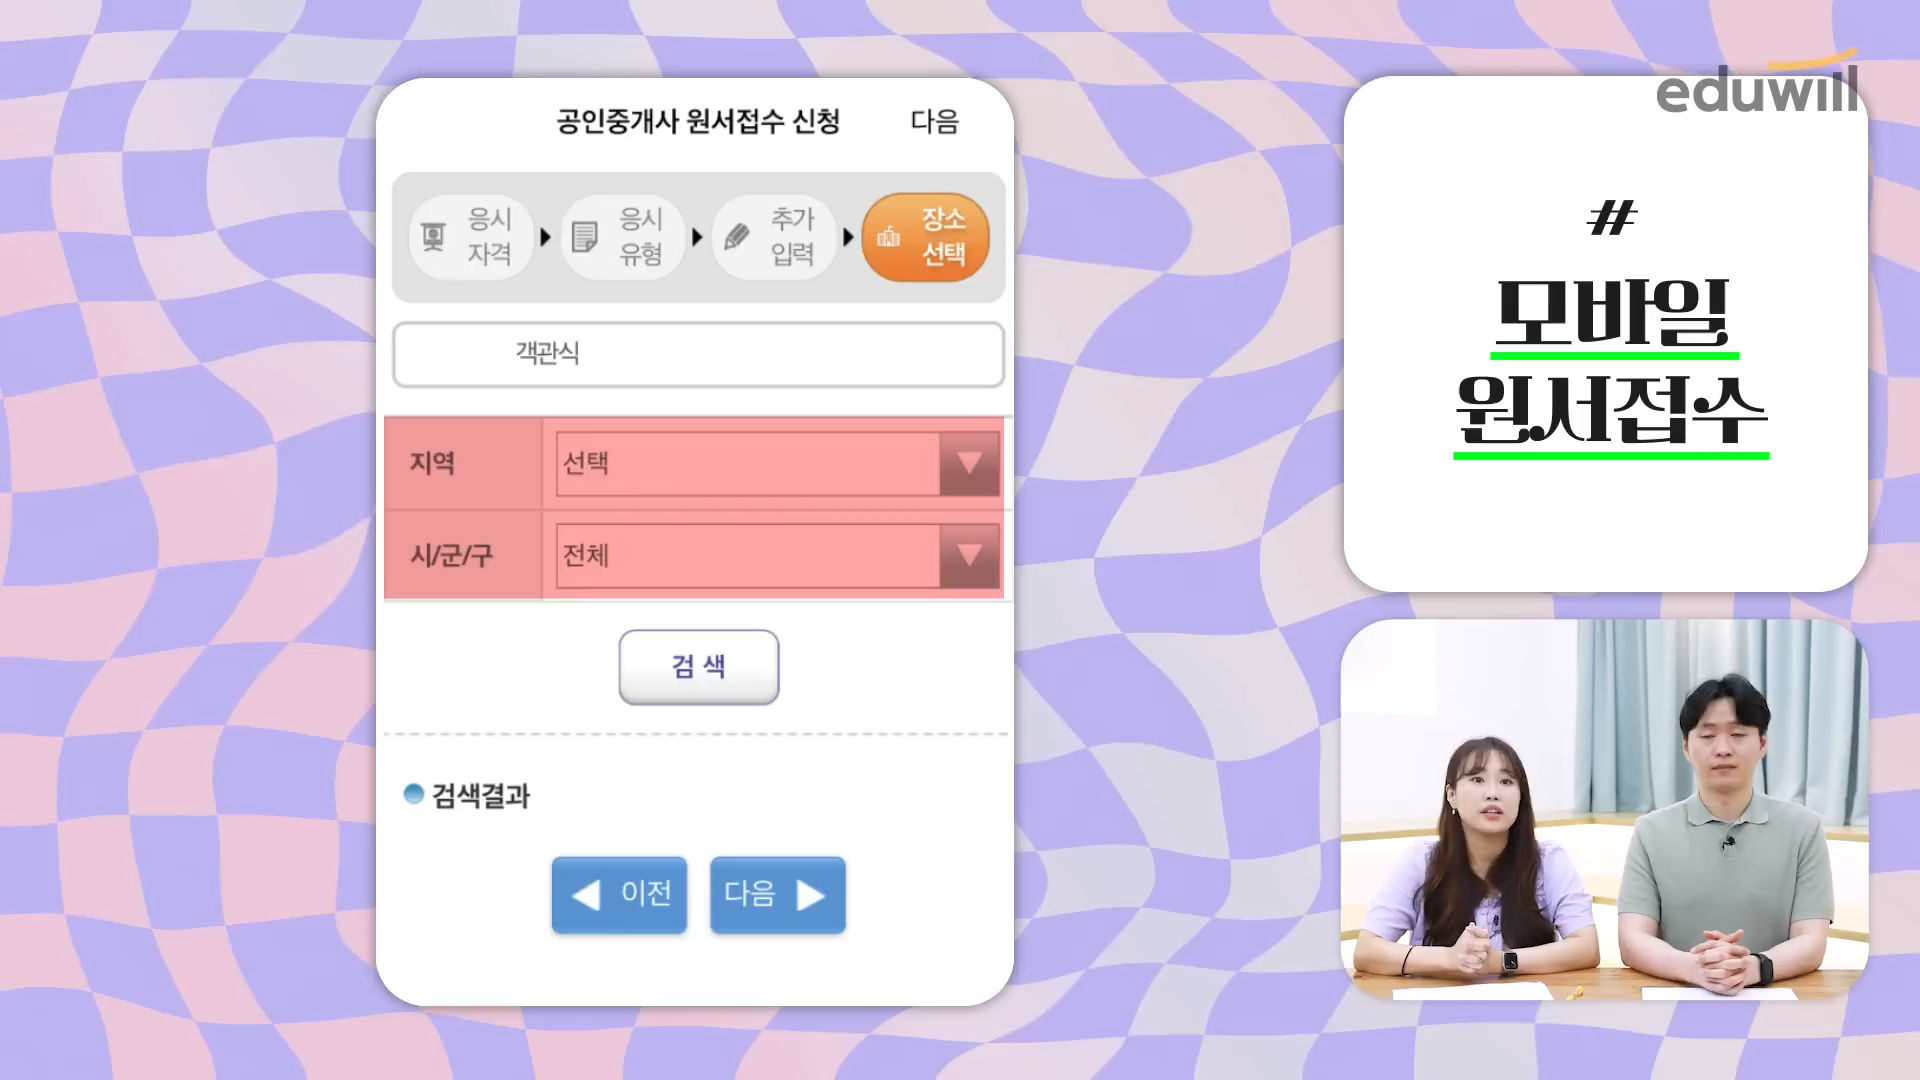 공인중개사 원서접수 신청
다음
응시
자격
응시
유형
추가
입력
장소
선택
객관식
지역
선택
시/군/구
전체
검 색
검색결과
이전
다음
eduwill
#
모바일
원서접수